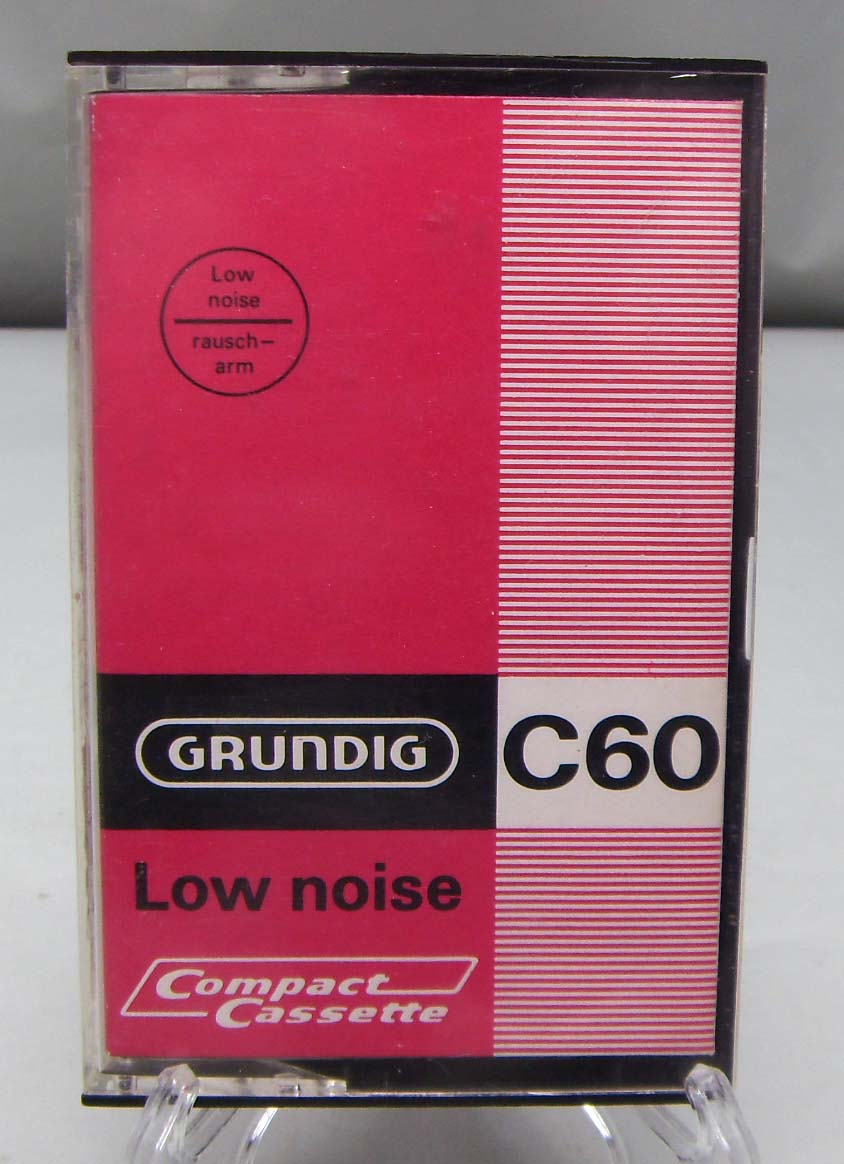 Low
noise
rausch-
arm
GRUNDIG
C60
Low noise
Compact
Cassette